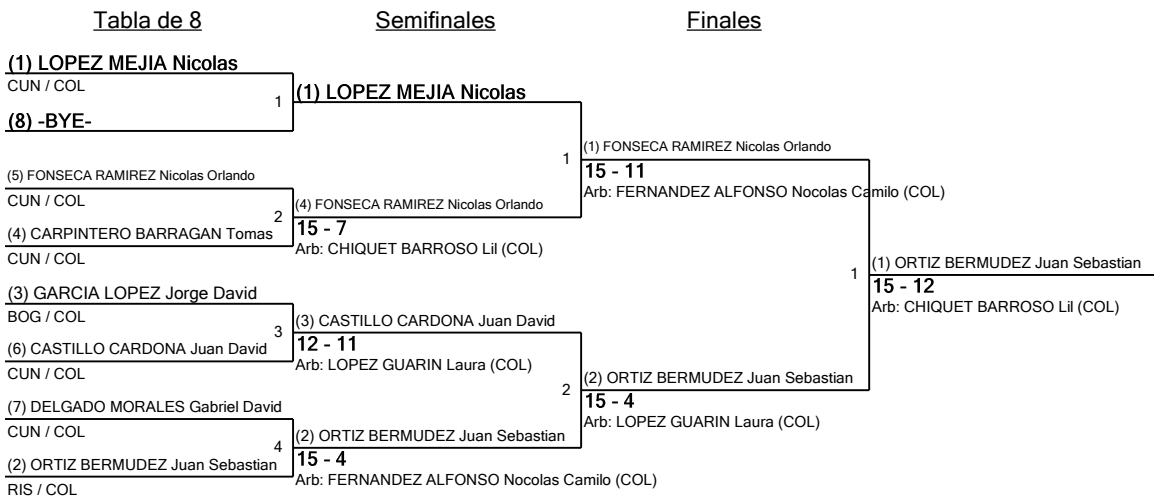 Tabla de 8
Semifinales
Finales
(1) LOPEZ MEJIA Nicolas
CUN / COL
1
(8) -BYE-
(5) FONSECA RAMIREZ Nicolas Orlando
CUN / COL
2
(4) CARPINTERO BARRAGAN Tomas
CUN / COL
(3) GARCIA LOPEZ Jorge David
BOG / COL
3
(6) CASTILLO CARDONA Juan David
CUN / COL
(7) DELGADO MORALES Gabriel David
CUN / COL
4
(2) ORTIZ BERMUDEZ Juan Sebastian
RIS / COL
(1) LOPEZ MEJIA Nicolas
1
(4) FONSECA RAMIREZ Nicolas Orlando
15 - 7
Arb: CHIQUET BARROSO Lil (COL)
(3) CASTILLO CARDONA Juan David
12 - 11
Arb: LOPEZ GUARIN Laura (COL)
2
(2) ORTIZ BERMUDEZ Juan Sebastian
15 - 4
Arb: FERNANDEZ ALFONSO Nocolas Camilo (COL)
(1) FONSECA RAMIREZ Nicolas Orlando
15 - 11
Arb: FERNANDEZ ALFONSO Nocolas Camilo (COL)
1
(2) ORTIZ BERMUDEZ Juan Sebastian
15 - 4
Arb: LOPEZ GUARIN Laura (COL)
(1) ORTIZ BERMUDEZ Juan Sebastian
15 - 12
Arb: CHIQUET BARROSO Lil (COL)